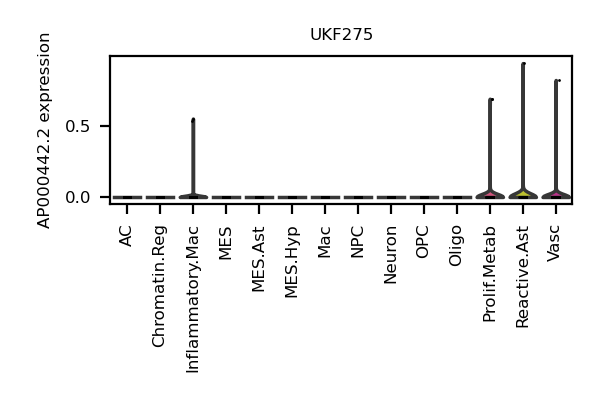 UKF275
AP000442.2 expression
0.5
0.0
AC
Chromatin.Reg
Inflammatory.Mac
MES
MES.Ast
MES.Hyp
Mac
NPC
Neuron
OPC
Oligo
Prolif.Metab
Reactive.Ast
Vasc